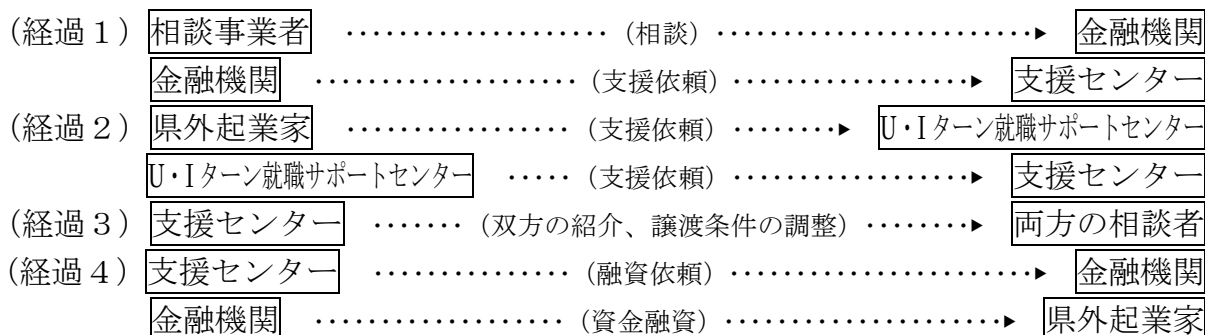 （経過１）相談事業者 ････････････････････（相談）････････････････････････▶ 金融機関
金融機関 ････････････････････（支援依頼）･･････････････････▶ 支援センター
（経過２）県外起業家 ･････････････････（支援依頼）････････▶ Ｕ・Ｉターン就職サポートセンター
Ｕ・Ｉターン就職サポートセンター ･････（支援依頼）･･････････････････▶ 支援センター
（経過３）支援センター ･･･････（双方の紹介、譲渡条件の調整）･････････▶ 両方の相談者
（経過４）支援センター ･･･････････････（融資依頼）･･･････････････････････▶ 金融機関
金融機関 ････････････････････（資金融資）･････････････････････▶ 県外起業家